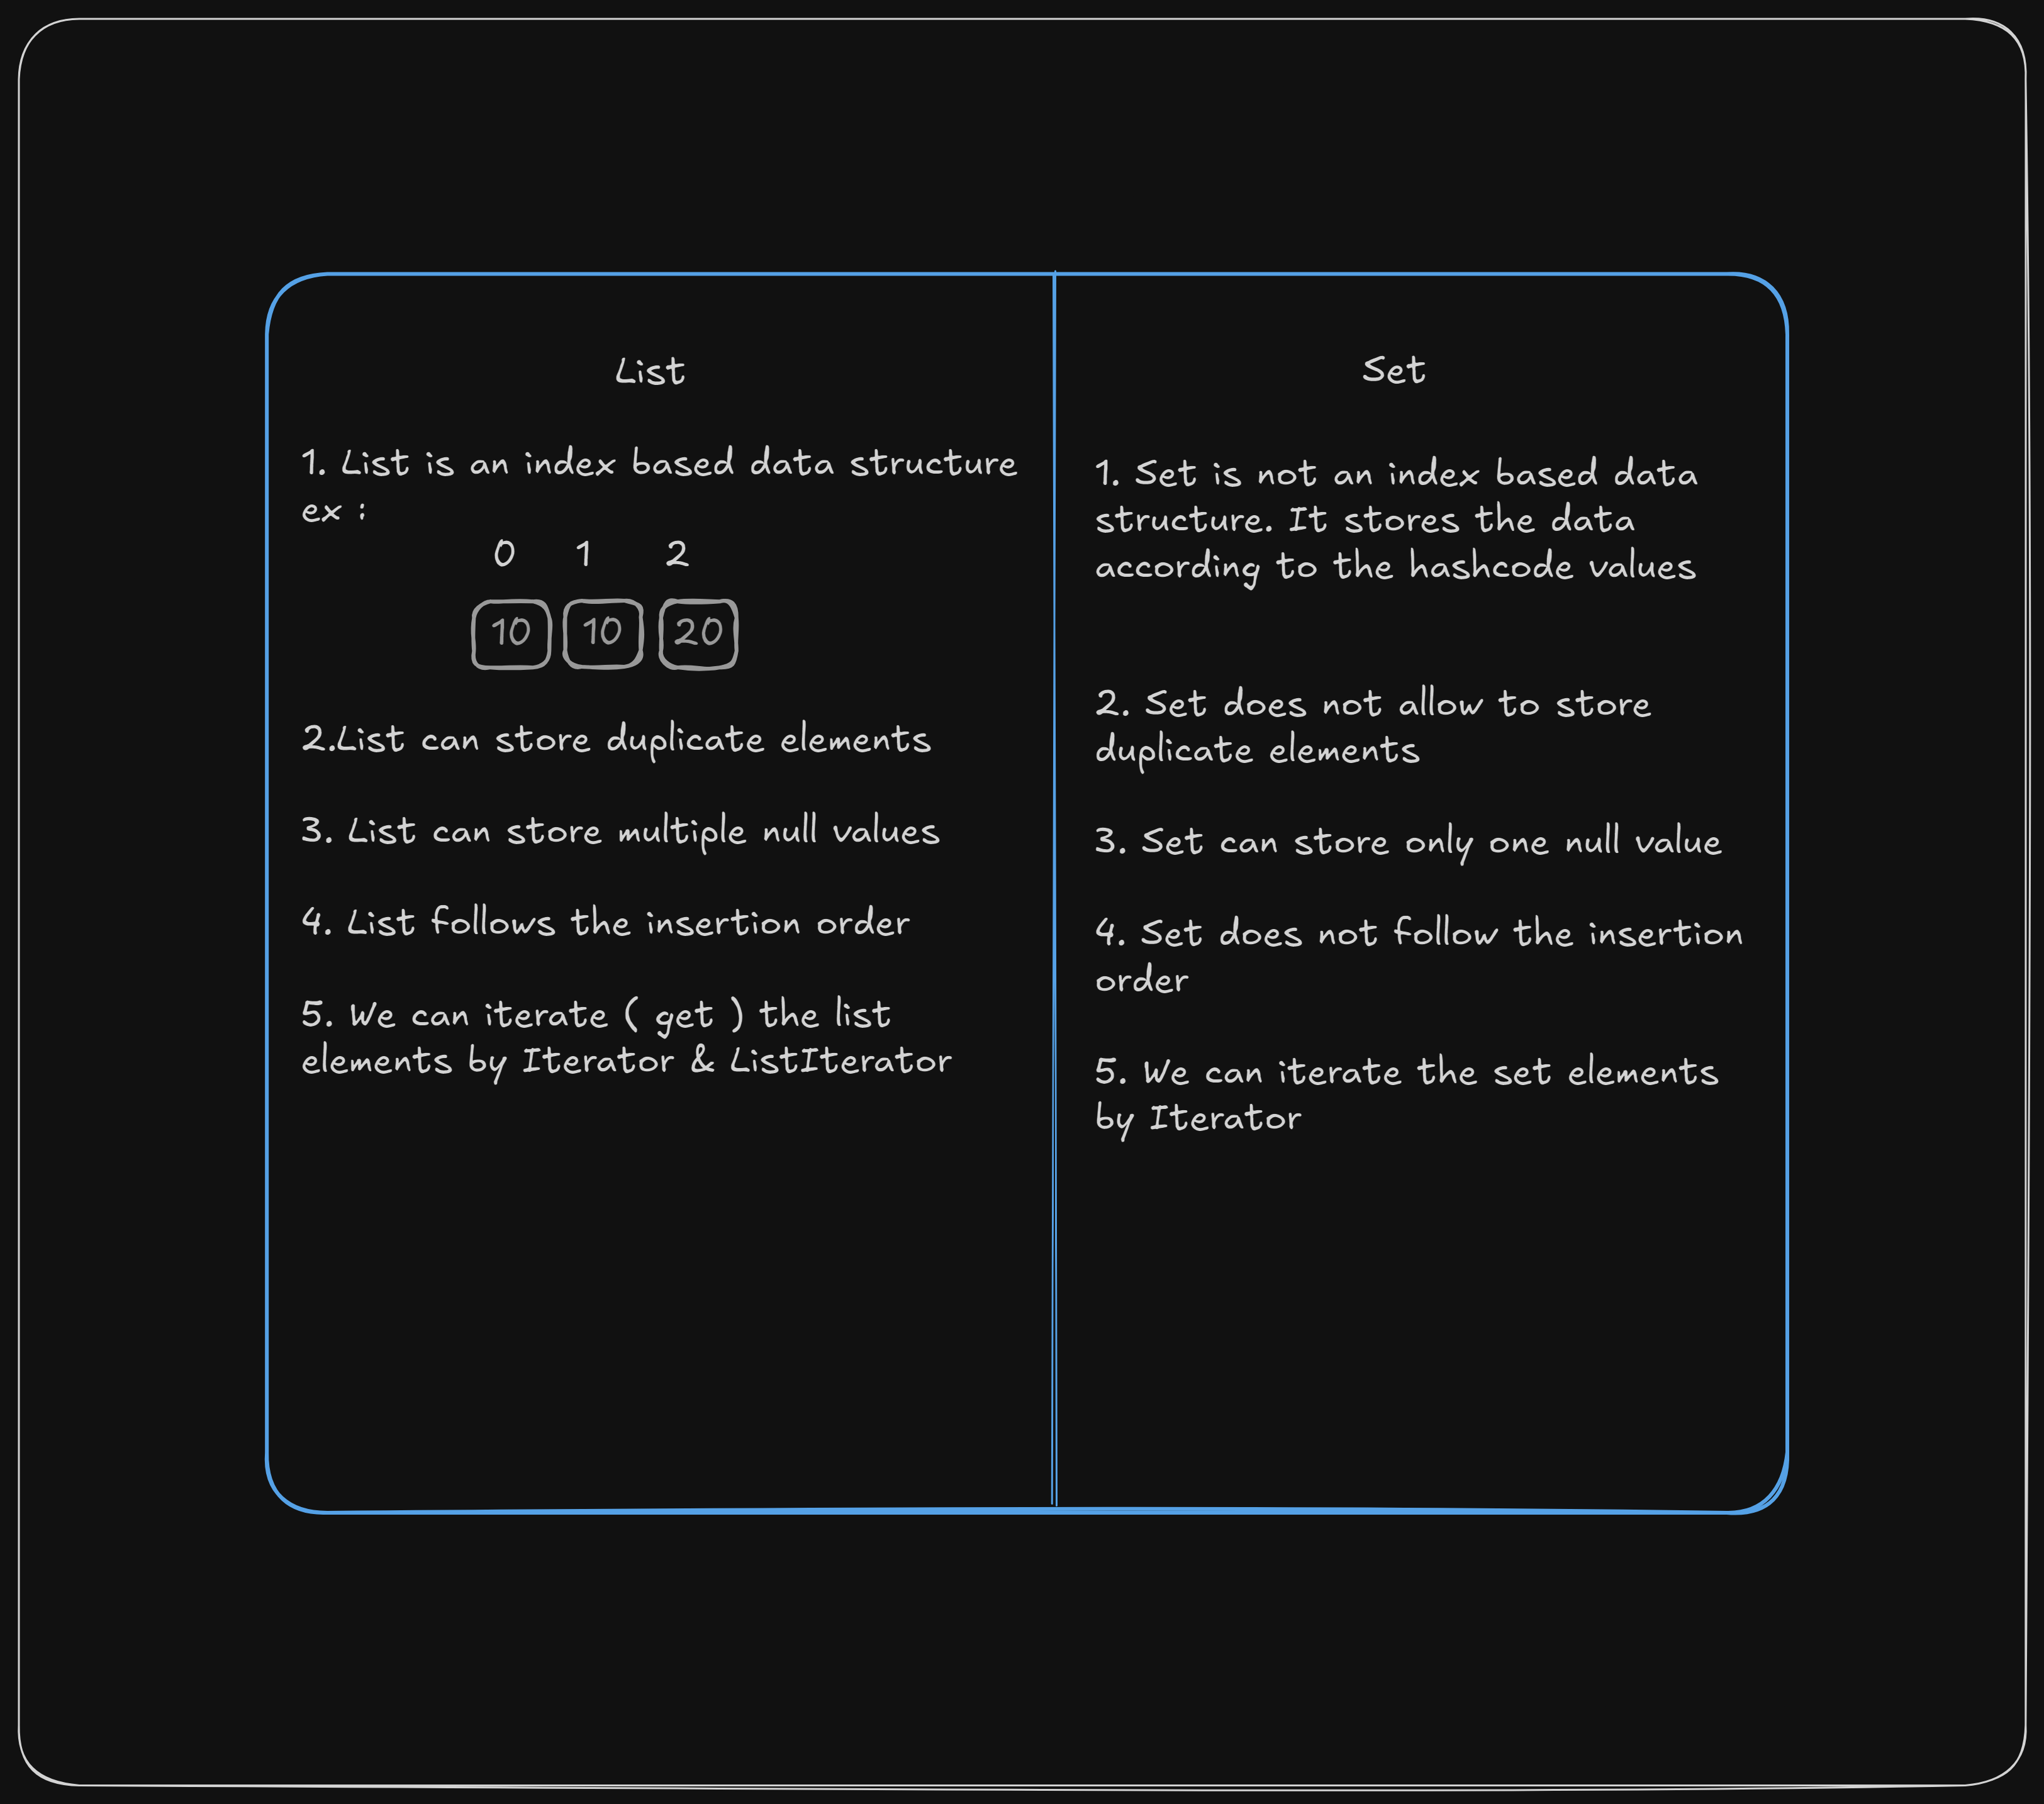 List
1. List is an index based data structure
ex :
0 1 2
10 10 20
2.List can store duplicate elements
3. List can store multiple null values
4. List follows the insertion order
5. We can iterate ( get ) the list
elements by Iterator & ListIterator
Set
1. Set is not an index based data
structure. It stores the data
according to the hashcode values
2. Set does not allow to store
duplicate elements
3. Set can store only one null value
4. Set does not follow the insertion
order
5. We can iterate the set elements
by Iterator